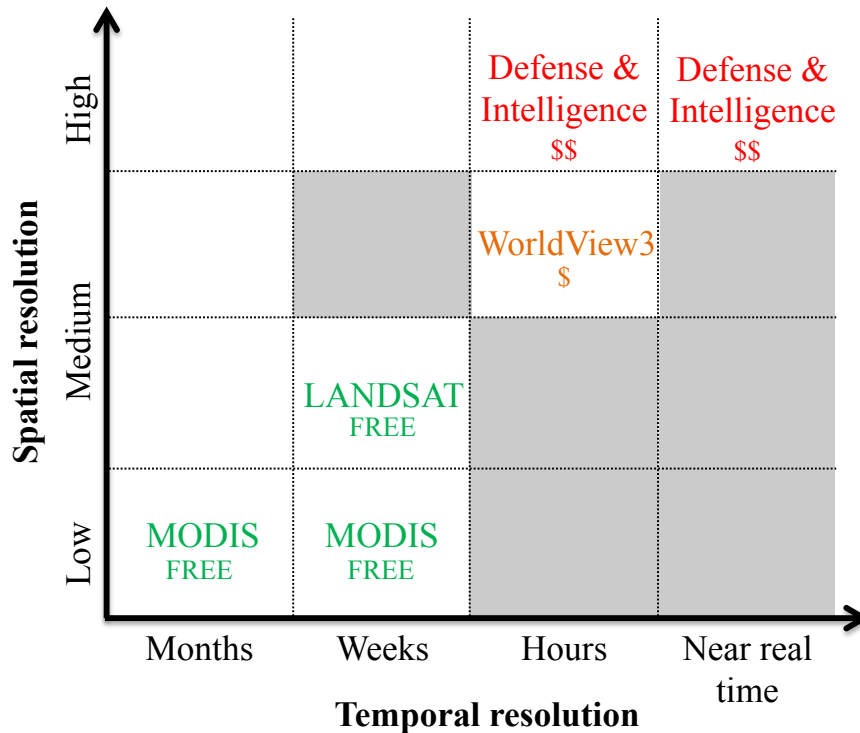 High
Defense &
Intelligence
$$
Defense &
Intelligence
$$
WorldView3
$
Medium
Spatial resolution
LANDSAT
FREE
Low
MODIS
FREE
MODIS
FREE
Months
Weeks
Hours
Near real
time
Temporal resolution